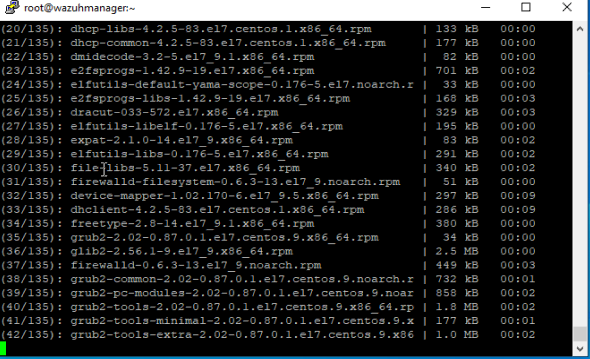 root@wazuhmanager:~
(20/135): dhcp-libs-4.2.5-83.el7.centos.1.x86_64.rpm | 133 kB 00:00
(21/135): dhcp-common-4.2.5-83.el7.centos.1.x86_64.rpm | 177 kB 00:00
(22/135): dmidecode-3.2-5.el7_9.1.x86_64.rpm | 82 kB 00:00
(23/135): e2fsprogs-1.42.9-19.el7.x86_64.rpm | 701 kB 00:02
(24/135): elfutils-default-yama-scope-0.176-5.el7.noarch.r | 33 kB 00:00
(25/135): e2fsprogs-libs-1.42.9-19.el7.x86_64.rpm | 168 kB 00:03
(26/135): dracut-033-572.el7.x86_64.rpm | 329 kB 00:03
(27/135): elfutils-libelf-0.176-5.el7.x86_64.rpm | 195 kB 00:00
(28/135): expat-2.1.0-14.el7_9.x86_64.rpm | 83 kB 00:02
(29/135): elfutils-libs-0.176-5.el7.x86_64.rpm | 291 kB 00:02
(30/135): file-libs-5.11-37.el7.x86_64.rpm | 340 kB 00:02
(31/135): firewalld-filesystem-0.6.3-13.el7_9.noarch.rpm | 51 kB 00:00
(32/135): device-mapper-1.02.170-6.el7_9.5.x86_64.rpm | 297 kB 00:09
(33/135): dhclient-4.2.5-83.el7.centos.1.x86_64.rpm | 286 kB 00:09
(34/135): freetype-2.8-14.el7_9.1.x86_64.rpm | 380 kB 00:00
(35/135): grub2-2.02-0.87.0.1.el7.centos.9.x86_64.rpm | 34 kB 00:00
(36/135): glib2-2.56.1-9.el7_9.x86_64.rpm | 2.5 MB 00:02
(37/135): firewalld-0.6.3-13.el7_9.noarch.rpm | 449 kB 00:03
(38/135): grub2-common-2.02-0.87.0.1.el7.centos.9.noarch.r | 732 kB 00:01
(39/135): grub2-pc-modules-2.02-0.87.0.1.el7.centos.9.noar | 858 kB 00:02
(40/135): grub2-tools-2.02-0.87.0.1.el7.centos.9.x86_64.rp | 1.8 MB 00:02
(41/135): grub2-tools-minimal-2.02-0.87.0.1.el7.centos.9.x | 177 kB 00:01
(42/135): grub2-tools-extra-2.02-0.87.0.1.el7.centos.9.x86 | 1.0 MB 00:02